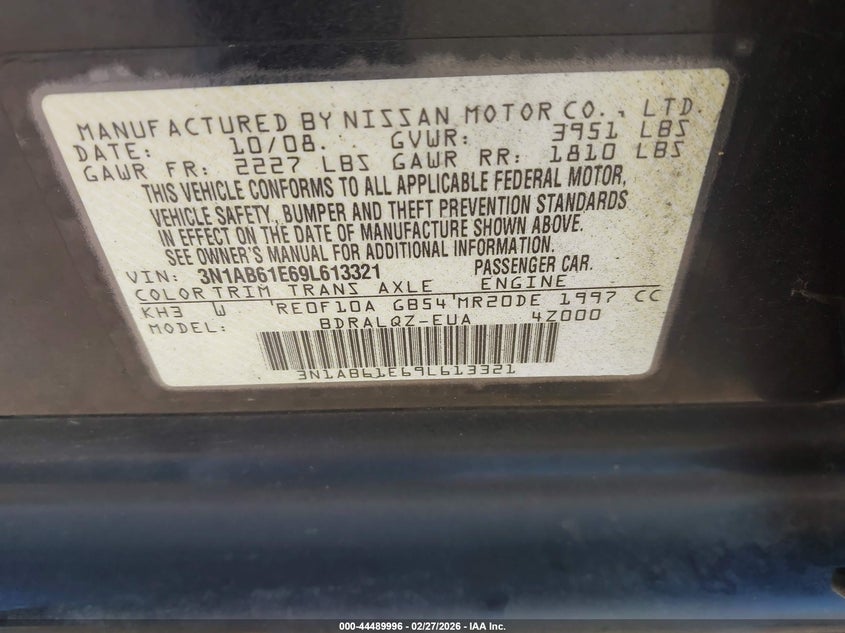 MANUFACTURED BY NISSAN MOTOR CO., LTD.
DATE: 10/08. GVWR: 3951 LBS
GAWR FR: 2227 LBS GAWR RR: 1810 LBS
THIS VEHICLE CONFORMS TO ALL APPLICABLE FEDERAL MOTOR,
VEHICLE SAFETY, BUMPER AND THEFT PREVENTION STANDARDS
IN EFFECT ON THE DATE OF MANUFACTURE SHOWN ABOVE.
SEE OWNER'S MANUAL FOR ADDITIONAL INFORMATION.
VIN: 3N1AB61E69L613321 PASSENGER CAR.
COLOR TRIM TRANS AXLE ENGINE
KH3 W RE0F10A GB54 MR20DE 1997 CC
MODEL: BDRALQZ-EUA 4Z000
3N1AB61E69L613321
000-44489996 - 02/27/2026 - IAA Inc.